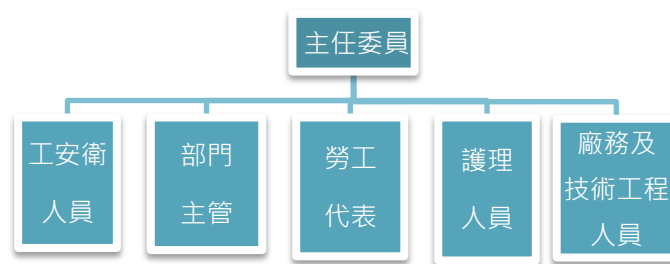 主任委員
工安衛
人員
部門
主管
勞工
代表
護理
人員
廠務及
技術工程
人員